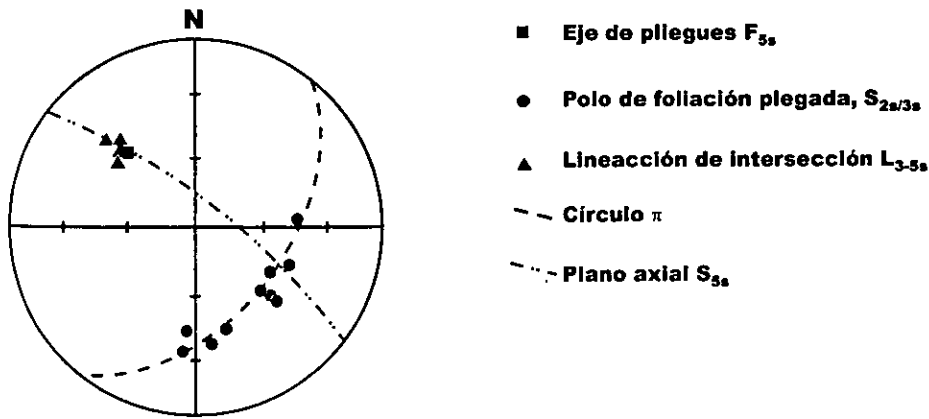 N
Eje de pliegues F5s
Polo de foliación plegada, S2s/3s
Lineacción de intersección L3-5s
Círculo π
Plano axial S5s